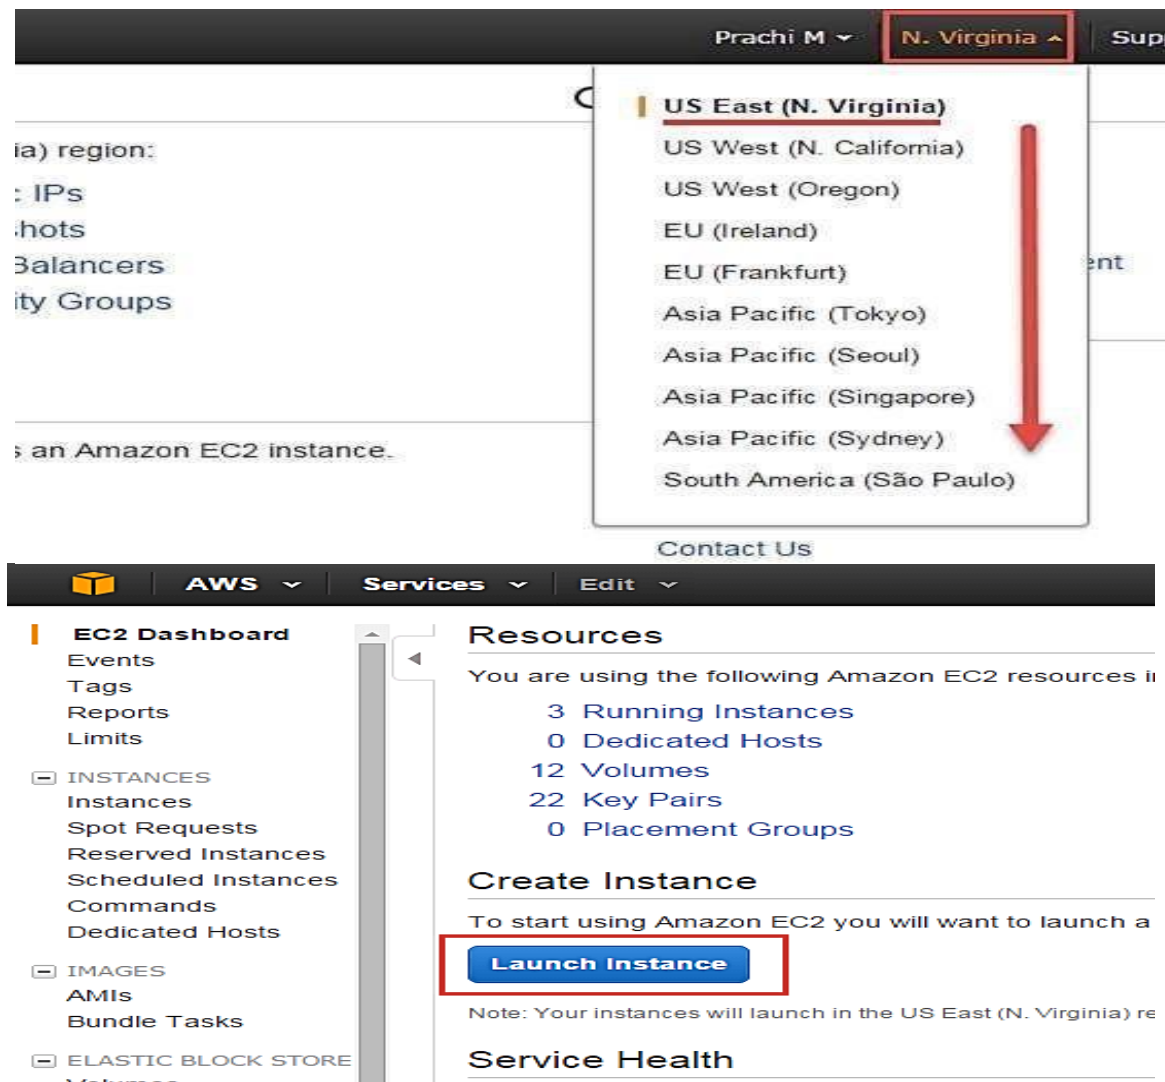 Prachi M N. Virginia
US East (N. Virginia)
US West (N. California)
ia) region:
US West (Oregon)
IPs
EU (Ireland)
hots
EU (Frankfurt)
Balancers
ent
ity Groups
Asia Pacific (Tokyo)
Asia Pacific (Seoul)
Asia Pacific (Singapore)
Asia Pacific (Sydney)
s an Amazon EC2 instance.
South America (São Paulo)
Contact Us
AWS Services Edit
EC2 Dashboard
Events
Tags
Reports
Limits
INSTANCES
Instances
Spot Requests
Reserved Instances
Scheduled Instances
Commands
Dedicated Hosts
IMAGES
AMIs
Bundle Tasks
ELASTIC BLOCK STORE
Resources
You are using the following Amazon EC2 resources
3 Running Instances
0 Dedicated Hosts
12 Volumes
22 Key Pairs
0 Placement Groups
Create Instance
To start using Amazon EC2 you will want to launch a
Launch Instance
Note: Your instances will launch in the US East (N. Virginia) re
Service Health